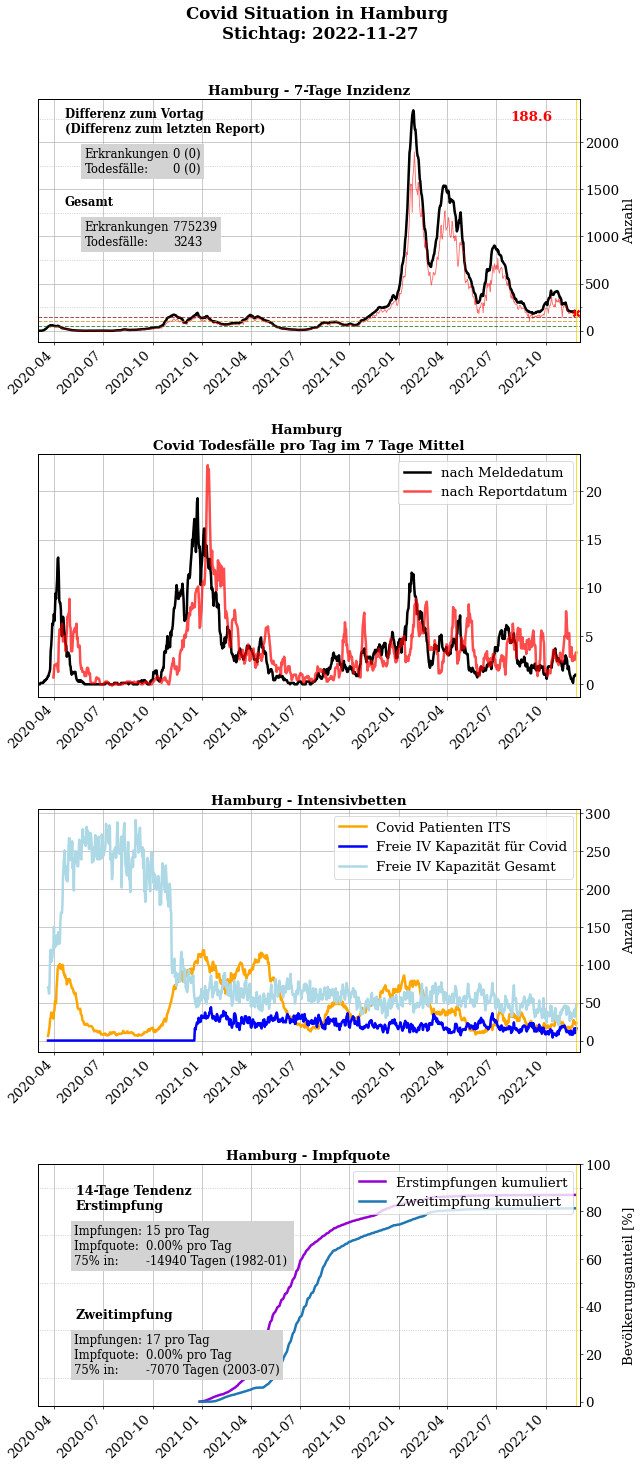 Covid Situation in Hamburg
Stichtag: 2022-11-27
Hamburg - 7-Tage Inzidenz
Differenz zum Vortag
(Differenz zum letzten Report)
Erkrankungen 0 (0)
Todesfälle: 0 (0)
Gesamt
Erkrankungen 775239
Todesfälle: 3243
188.6
2000
1500
1000
500
0
Anzahl
2020-04 2020-07 2020-10 2021-01 2021-04 2021-07 2021-10 2022-01 2022-04 2022-07 2022-10
Hamburg
Covid Todesfälle pro Tag im 7 Tage Mittel
nach Meldedatum
nach Reportdatum
20
15
10
5
0
2020-04 2020-07 2020-10 2021-01 2021-04 2021-07 2021-10 2022-01 2022-04 2022-07 2022-10
Hamburg - Intensivbetten
Covid Patienten ITS
Freie IV Kapazität für Covid
Freie IV Kapazität Gesamt
300
250
200
150
100
50
0
Anzahl
2020-04 2020-07 2020-10 2021-01 2021-04 2021-07 2021-10 2022-01 2022-04 2022-07 2022-10
Hamburg - Impfquote
Erstimpfungen kumuliert
Zweitimpfung kumuliert
14-Tage Tendenz
Erstimpfung
Impfungen: 15 pro Tag
Impfquote: 0.00% pro Tag
75% in: -14940 Tagen (1982-01)
Zweitimpfung
Impfungen: 17 pro Tag
Impfquote: 0.00% pro Tag
75% in: -7070 Tagen (2003-07)
100
80
60
40
20
0
Bevölkerungsanteil [%]
2020-04 2020-07 2020-10 2021-01 2021-04 2021-07 2021-10 2022-01 2022-04 2022-07 2022-10